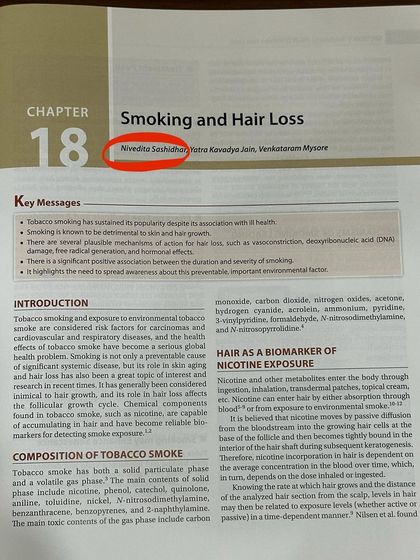 CHAPTER
18
Smoking and Hair Loss
Nivedita Sashidhar, Yatra Kavadya Jain, Venkataram Mysore
Key Messages
• Tobacco smoking has sustained its popularity despite its association with ill health.
• Smoking is known to be detrimental to skin and hair growth.
• There are several plausible mechanisms of action for hair loss, such as vasoconstriction, deoxyribonucleic acid (DNA)
damage, free radical generation, and hormonal effects.
• There is a significant positive association between the duration and severity of smoking.
• It highlights the need to spread awareness about this preventable, important environmental factor.
INTRODUCTION
Tobacco smoking and exposure to environmental tobacco
smoke are considered risk factors for carcinomas and
cardiovascular and respiratory diseases, and the health
effects of tobacco smoke have become a serious global
health problem. Smoking is not only a preventable cause
of significant systemic disease, but its role in skin aging
and hair loss has also been a great topic of interest and
research in recent times. It has generally been considered
inimical to hair growth, and its role in hair loss affects
the follicular growth cycle. Chemical components
found in tobacco smoke, such as nicotine, are capable
of accumulating in hair and have become reliable bio-
markers for detecting smoke exposure.1,2
COMPOSITION OF TOBACCO SMOKE
Tobacco smoke has both a solid particulate phase
and a volatile gas phase.3 The main contents of solid
phase include nicotine, phenol, catechol, quinolone,
aniline, toluidine, nickel, N-nitrosodimethylamine,
benzanthracene, benzopyrenes, and 2-naphthylamine.
The main toxic contents of the gas phase include carbon
monoxide, carbon dioxide, nitrogen oxides, acetone,
hydrogen cyanide, acrolein, ammonium, pyridine,
3-vinylpyridine, formaldehyde, N-nitrosodimethylamine,
and N-nitrosopyrrolidine.4
HAIR AS A BIOMARKER OF
NICOTINE EXPOSURE
Nicotine and other metabolites enter the body through
ingestion, inhalation, transdermal patches, topical cream,
etc. Nicotine can enter hair by either absorption through
blood5-9 or from exposure to environmental smoke.10-12
It is believed that nicotine moves by passive diffusion
from the bloodstream into the growing hair cells at the
base of the follicle and then becomes tightly bound in the
interior of the hair shaft during subsequent keratogenesis.
Therefore, nicotine incorporation in hair is dependent on
the average concentration in the blood over time, which,
in turn, depends on the dose inhaled or ingested.
Knowing the rate at which hair grows and the distance
of the analyzed hair section from the scalp, levels in hair
may then be related to exposure levels (whether active or
passive) in a time-dependent manner.9 Nilsen et al. found